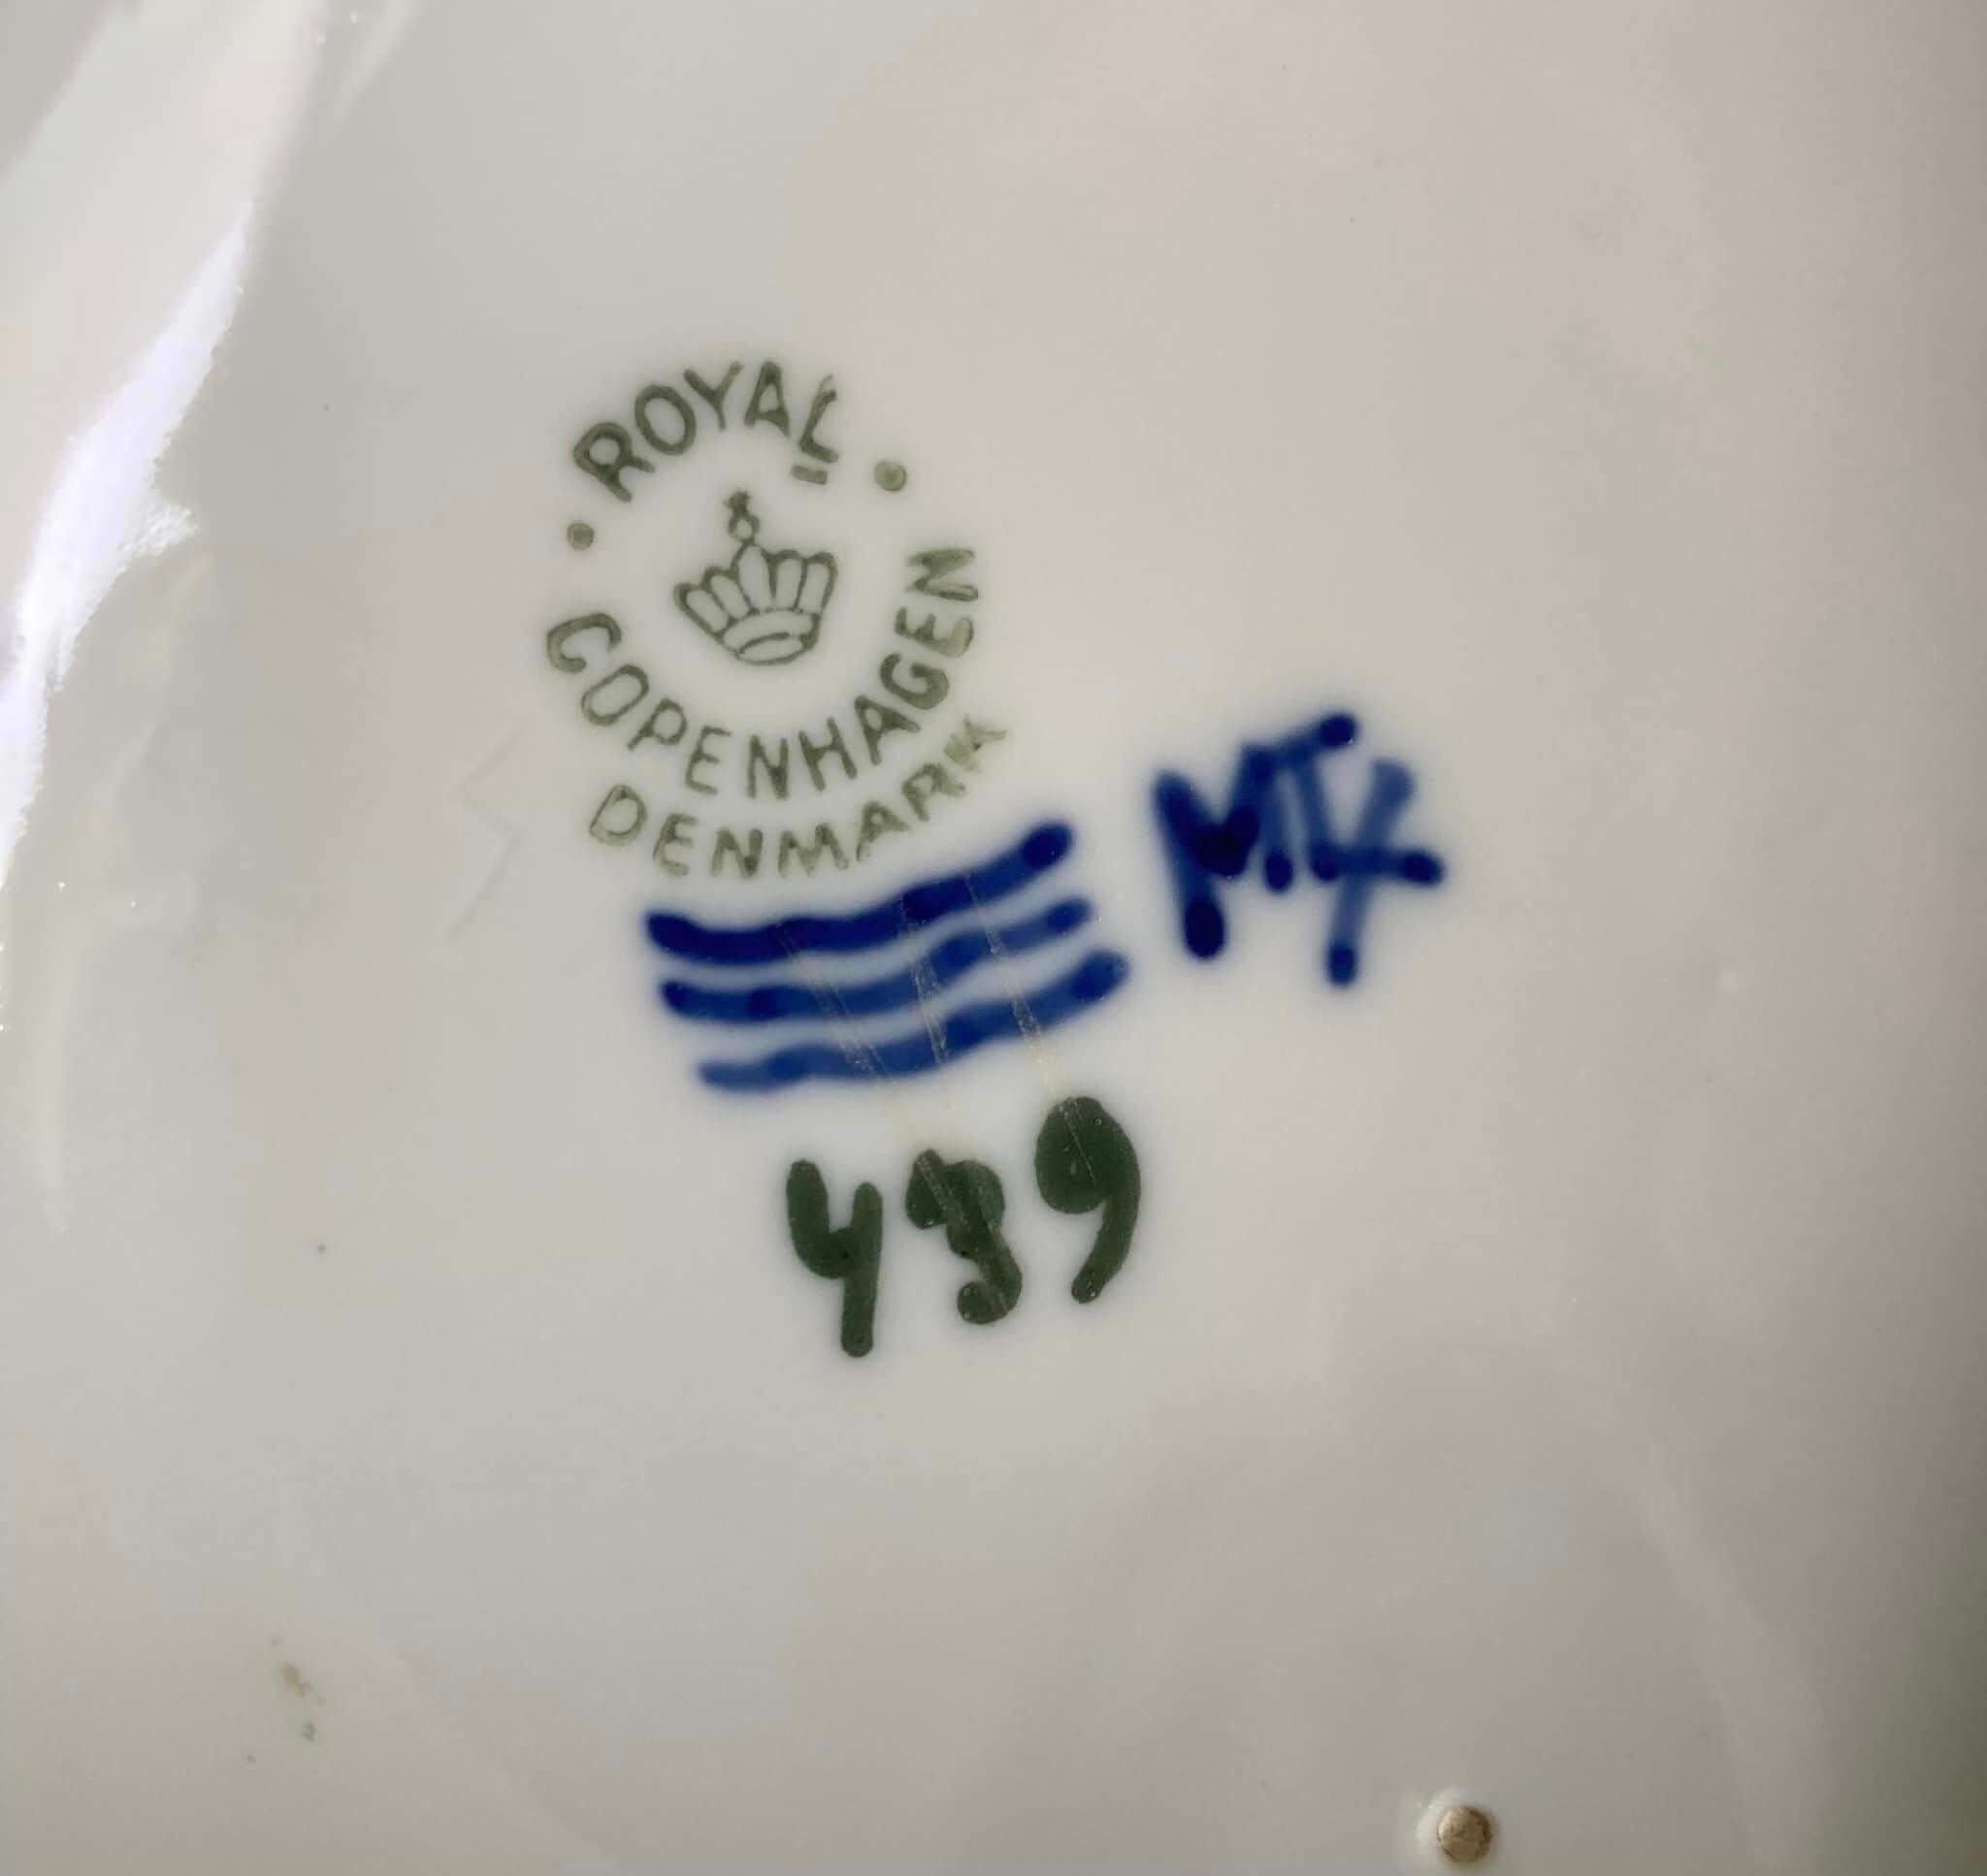 ROYAL
COPENHAGEN
DENMARK
439